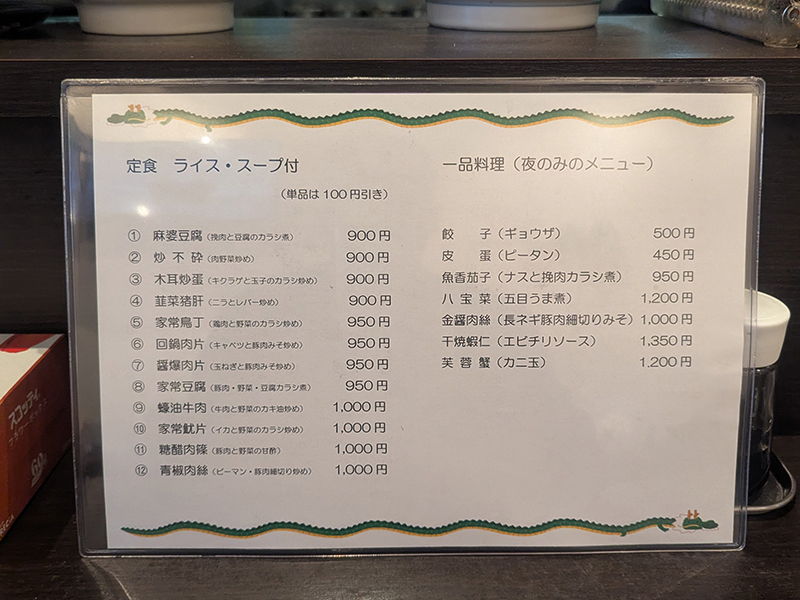 定食　ライス・スープ付
（単品は100円引き）
① 麻婆豆腐（挽肉と豆腐のカラシ煮） 900円
② 炒不砕（肉野菜炒め） 900円
③ 木耳炒蛋（キクラゲと玉子のカラシ炒め） 900円
④ 韮菜猪肝（ニラとレバー炒め） 900円
⑤ 家常鳥丁（鶏肉と野菜のカラシ炒め） 950円
⑥ 回鍋肉片（キャベツと豚肉みそ炒め） 950円
⑦ 醤爆肉片（玉ねぎと豚肉みそ炒め） 950円
⑧ 家常豆腐（豚肉・野菜・豆腐カラシ煮） 950円
⑨ 蠔油牛肉（牛肉と野菜のカキ油炒め） 1,000円
⑩ 家常魷片（イカと野菜のカラシ炒め） 1,000円
⑪ 糖醋肉篠（豚肉と野菜の甘酢） 1,000円
⑫ 青椒肉絲（ピーマン・豚肉細切り炒め） 1,000円
一品料理（夜のみのメニュー）
餃子（ギョウザ） 500円
皮蛋（ピータン） 450円
魚香茄子（ナスと挽肉カラシ煮） 950円
八宝菜（五目うま煮） 1,200円
金醤肉絲（長ネギ豚肉細切りみそ） 1,000円
干焼蝦仁（エビチリソース） 1,350円
芙蓉蟹（カニ玉） 1,200円
スコッティ